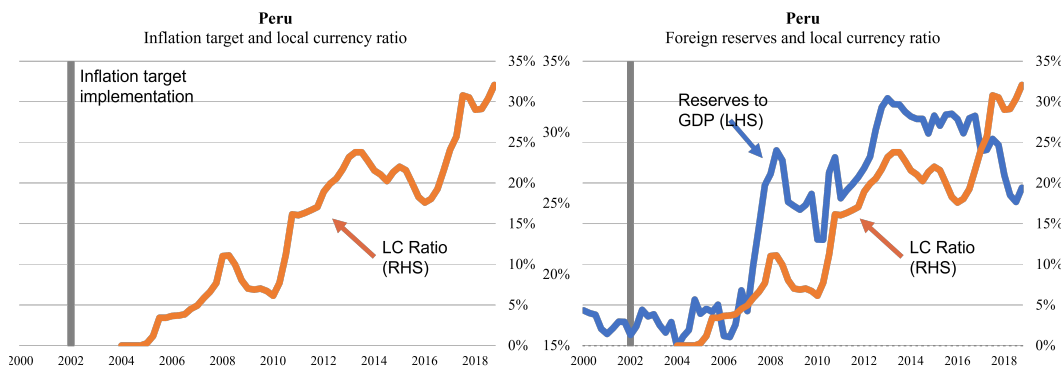 Peru
Inflation target and local currency ratio
Inflation target
implementation
LC Ratio
(RHS)
35%
30%
25%
20%
15%
10%
5%
0%
2000 2002 2004 2006 2008 2010 2012 2014 2016 2018
Peru
Foreign reserves and local currency ratio
35%
30%
25%
20%
15%
Reserves to
GDP (LHS)
LC Ratio
(RHS)
35%
30%
25%
20%
15%
10%
5%
0%
2000 2002 2004 2006 2008 2010 2012 2014 2016 2018